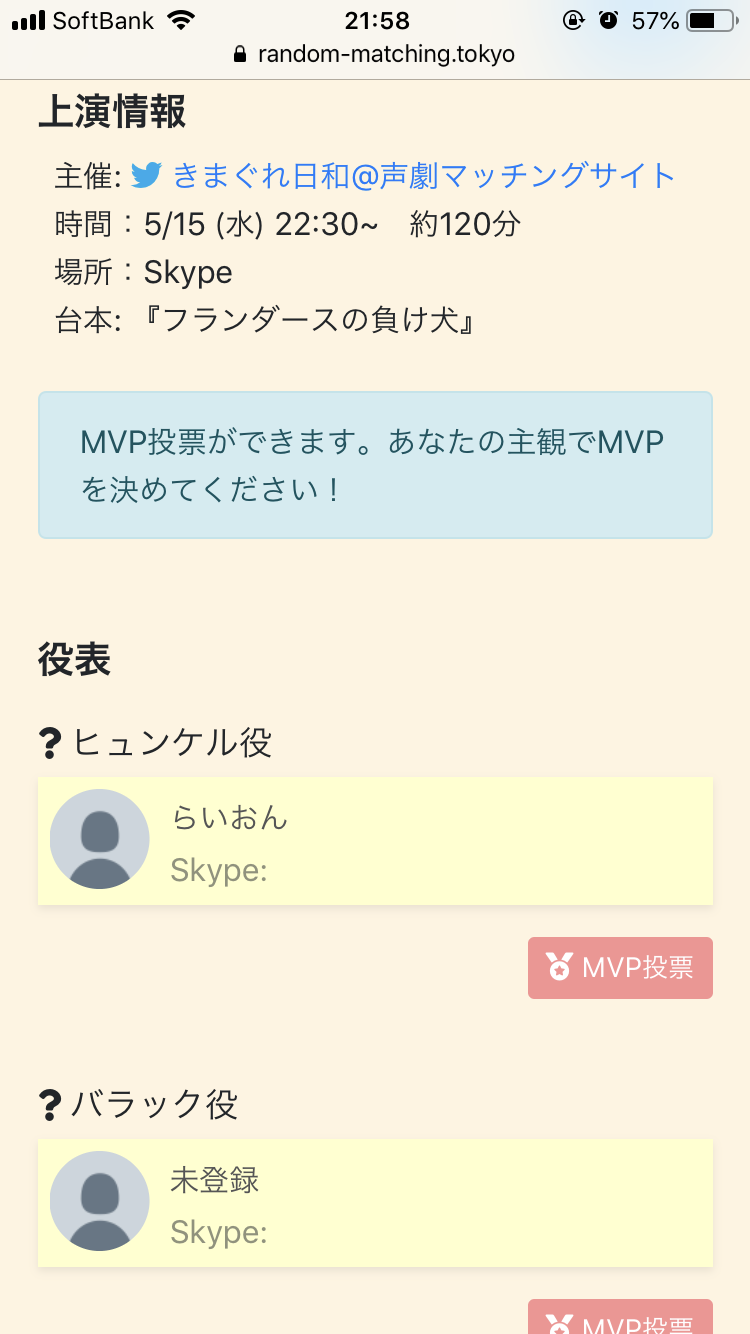 SoftBank 21:58 57%
random-matching.tokyo
上演情報
主催: きまぐれ日和@声劇マッチングサイト
時間：5/15 (水) 22:30~　約120分
場所：Skype
台本: 『フランダースの負け犬』
MVP投票ができます。あなたの主観でMVP
を決めてください！
役表
? ヒュンケル役
らいおん
Skype:
MVP投票
? バラック役
未登録
Skype:
MVP投票